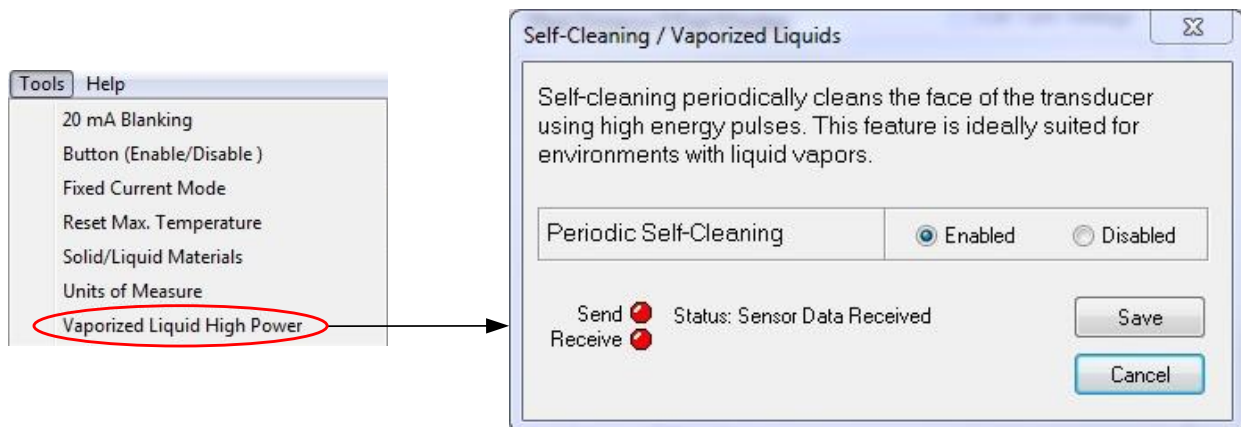 Tools Help
20 mA Blanking
Button (Enable/Disable )
Fixed Current Mode
Reset Max. Temperature
Solid/Liquid Materials
Units of Measure
Vaporized Liquid High Power
Self-Cleaning / Vaporized Liquids
Self-cleaning periodically cleans the face of the transducer
using high energy pulses. This feature is ideally suited for
environments with liquid vapors.
Periodic Self-Cleaning Enabled Disabled
Send Status: Sensor Data Received
Receive
Save
Cancel